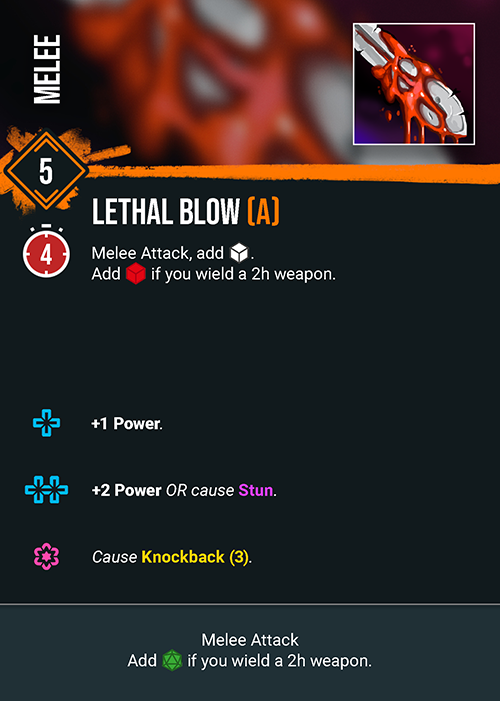 MELEE
5
LETHAL BLOW (A)
4
Melee Attack, add .
Add if you wield a 2h weapon.
+1 Power.
+2 Power OR cause Stun.
Cause Knockback (3).
Melee Attack
Add if you wield a 2h weapon.